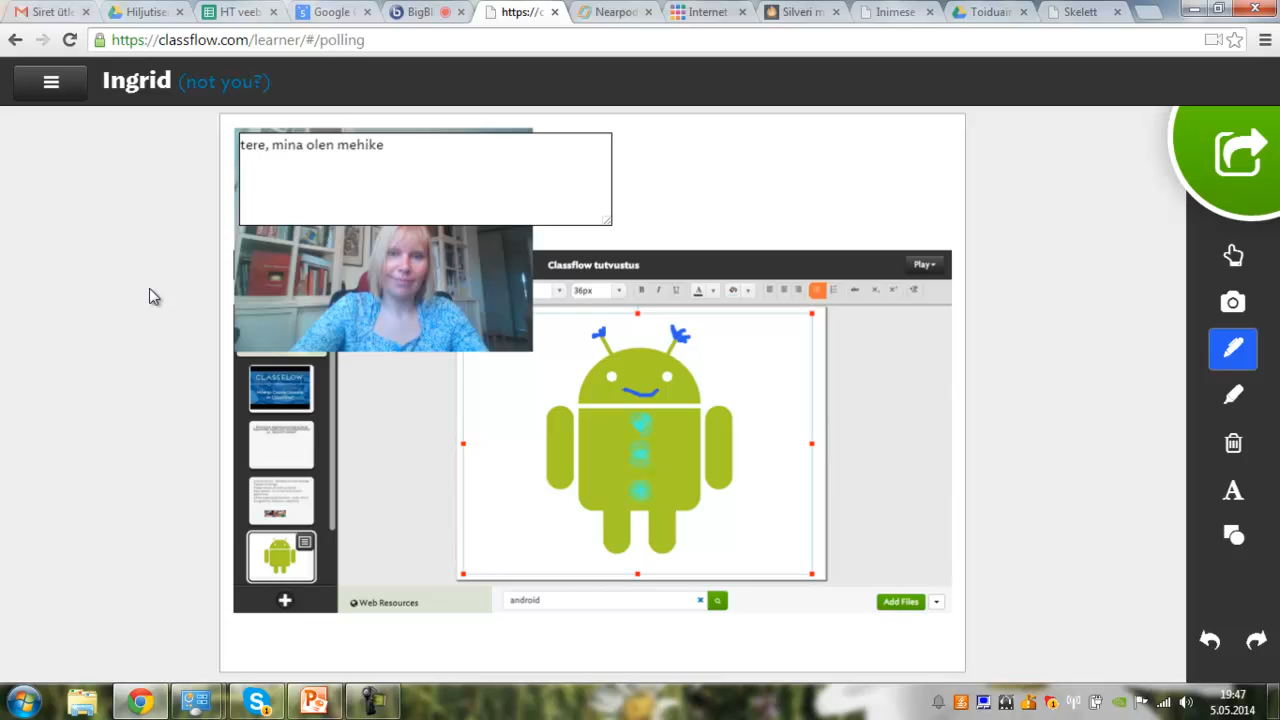 Siret ütle
Hiljutise
HT veeb
Google
BigBl
https://c
Nearpod
Internet
Silveri m
Inimese
Toiduain
Skelett
https://classflow.com/learner/#/polling
Ingrid (not you?)
tere, mina olen mehike
Classflow tutvustus
Play
36px
B I U A
CLASSFLOW
Web Resources
android
Add Files
A
19:47
5.05.2014